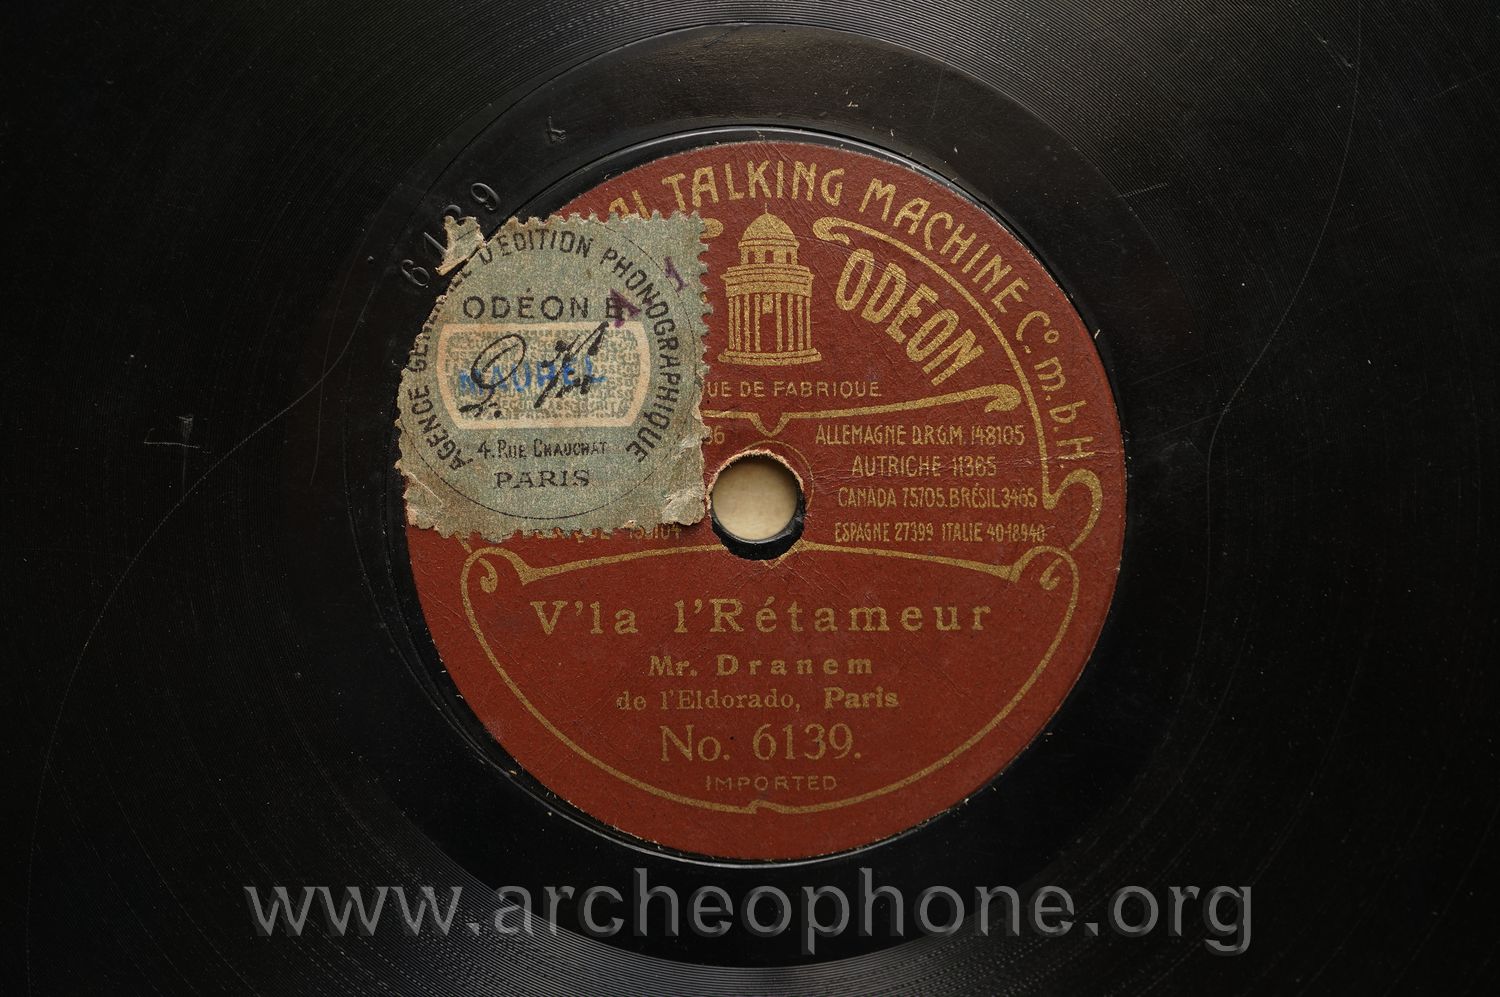 6139
4
TALKING MACHINE Co. m. b. H.
ODEON
UE DE FABRIQUE
ALLEMAGNE D.R.G.M. 148105
AUTRICHE 11365
CANADA 75705. BRÉSIL 3465
ESPAGNE 27399 ITALIE 40-18940
AGENCE D'ÉDITION PHONOGRAPHIQUE
ODÉON
MAUREL
4. RUE CHAUCHAT
PARIS
V'la l'Rétameur
Mr. Dranem
de l'Eldorado, Paris
No. 6139.
IMPORTED
www.archeophone.org